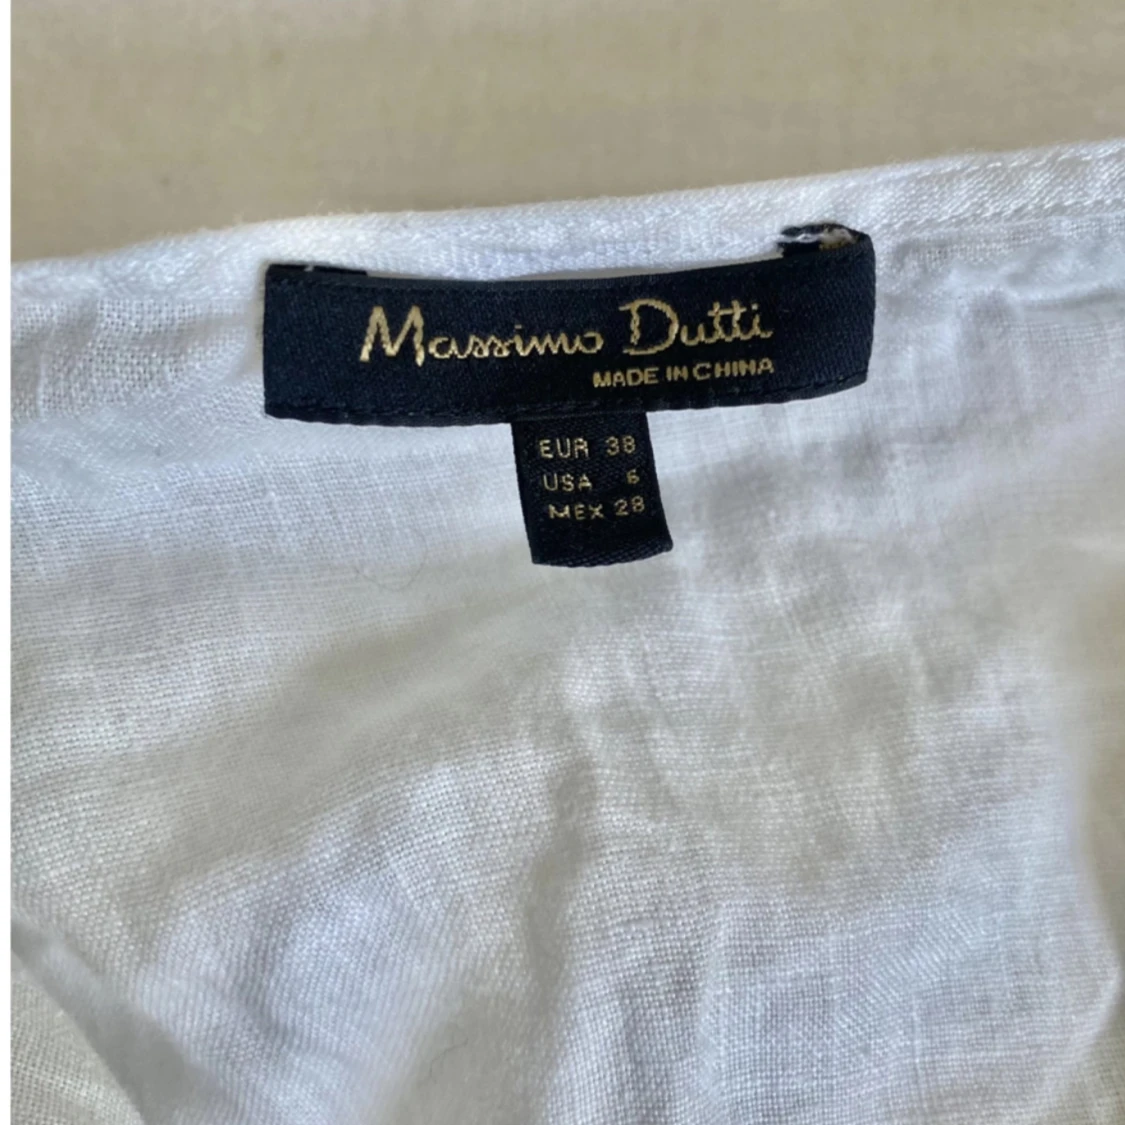 Massimo Dutti
MADE IN CHINA
EUR 38
USA 6
MEX 28